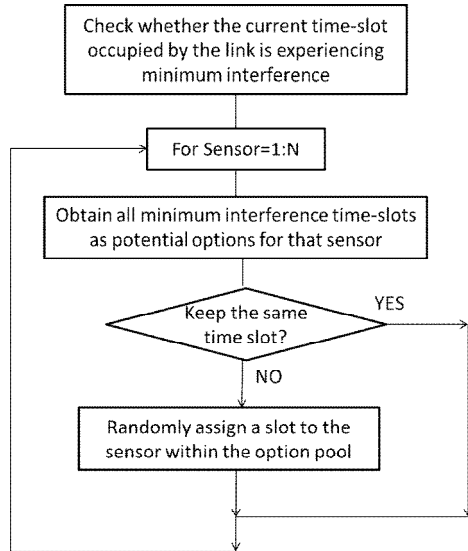 Check whether the current time-slot
occupied by the link is experiencing
minimum interference
For Sensor=1:N
Obtain all minimum interference time-slots
as potential options for that sensor
Keep the same
time slot?
YES
NO
Randomly assign a slot to the
sensor within the option pool